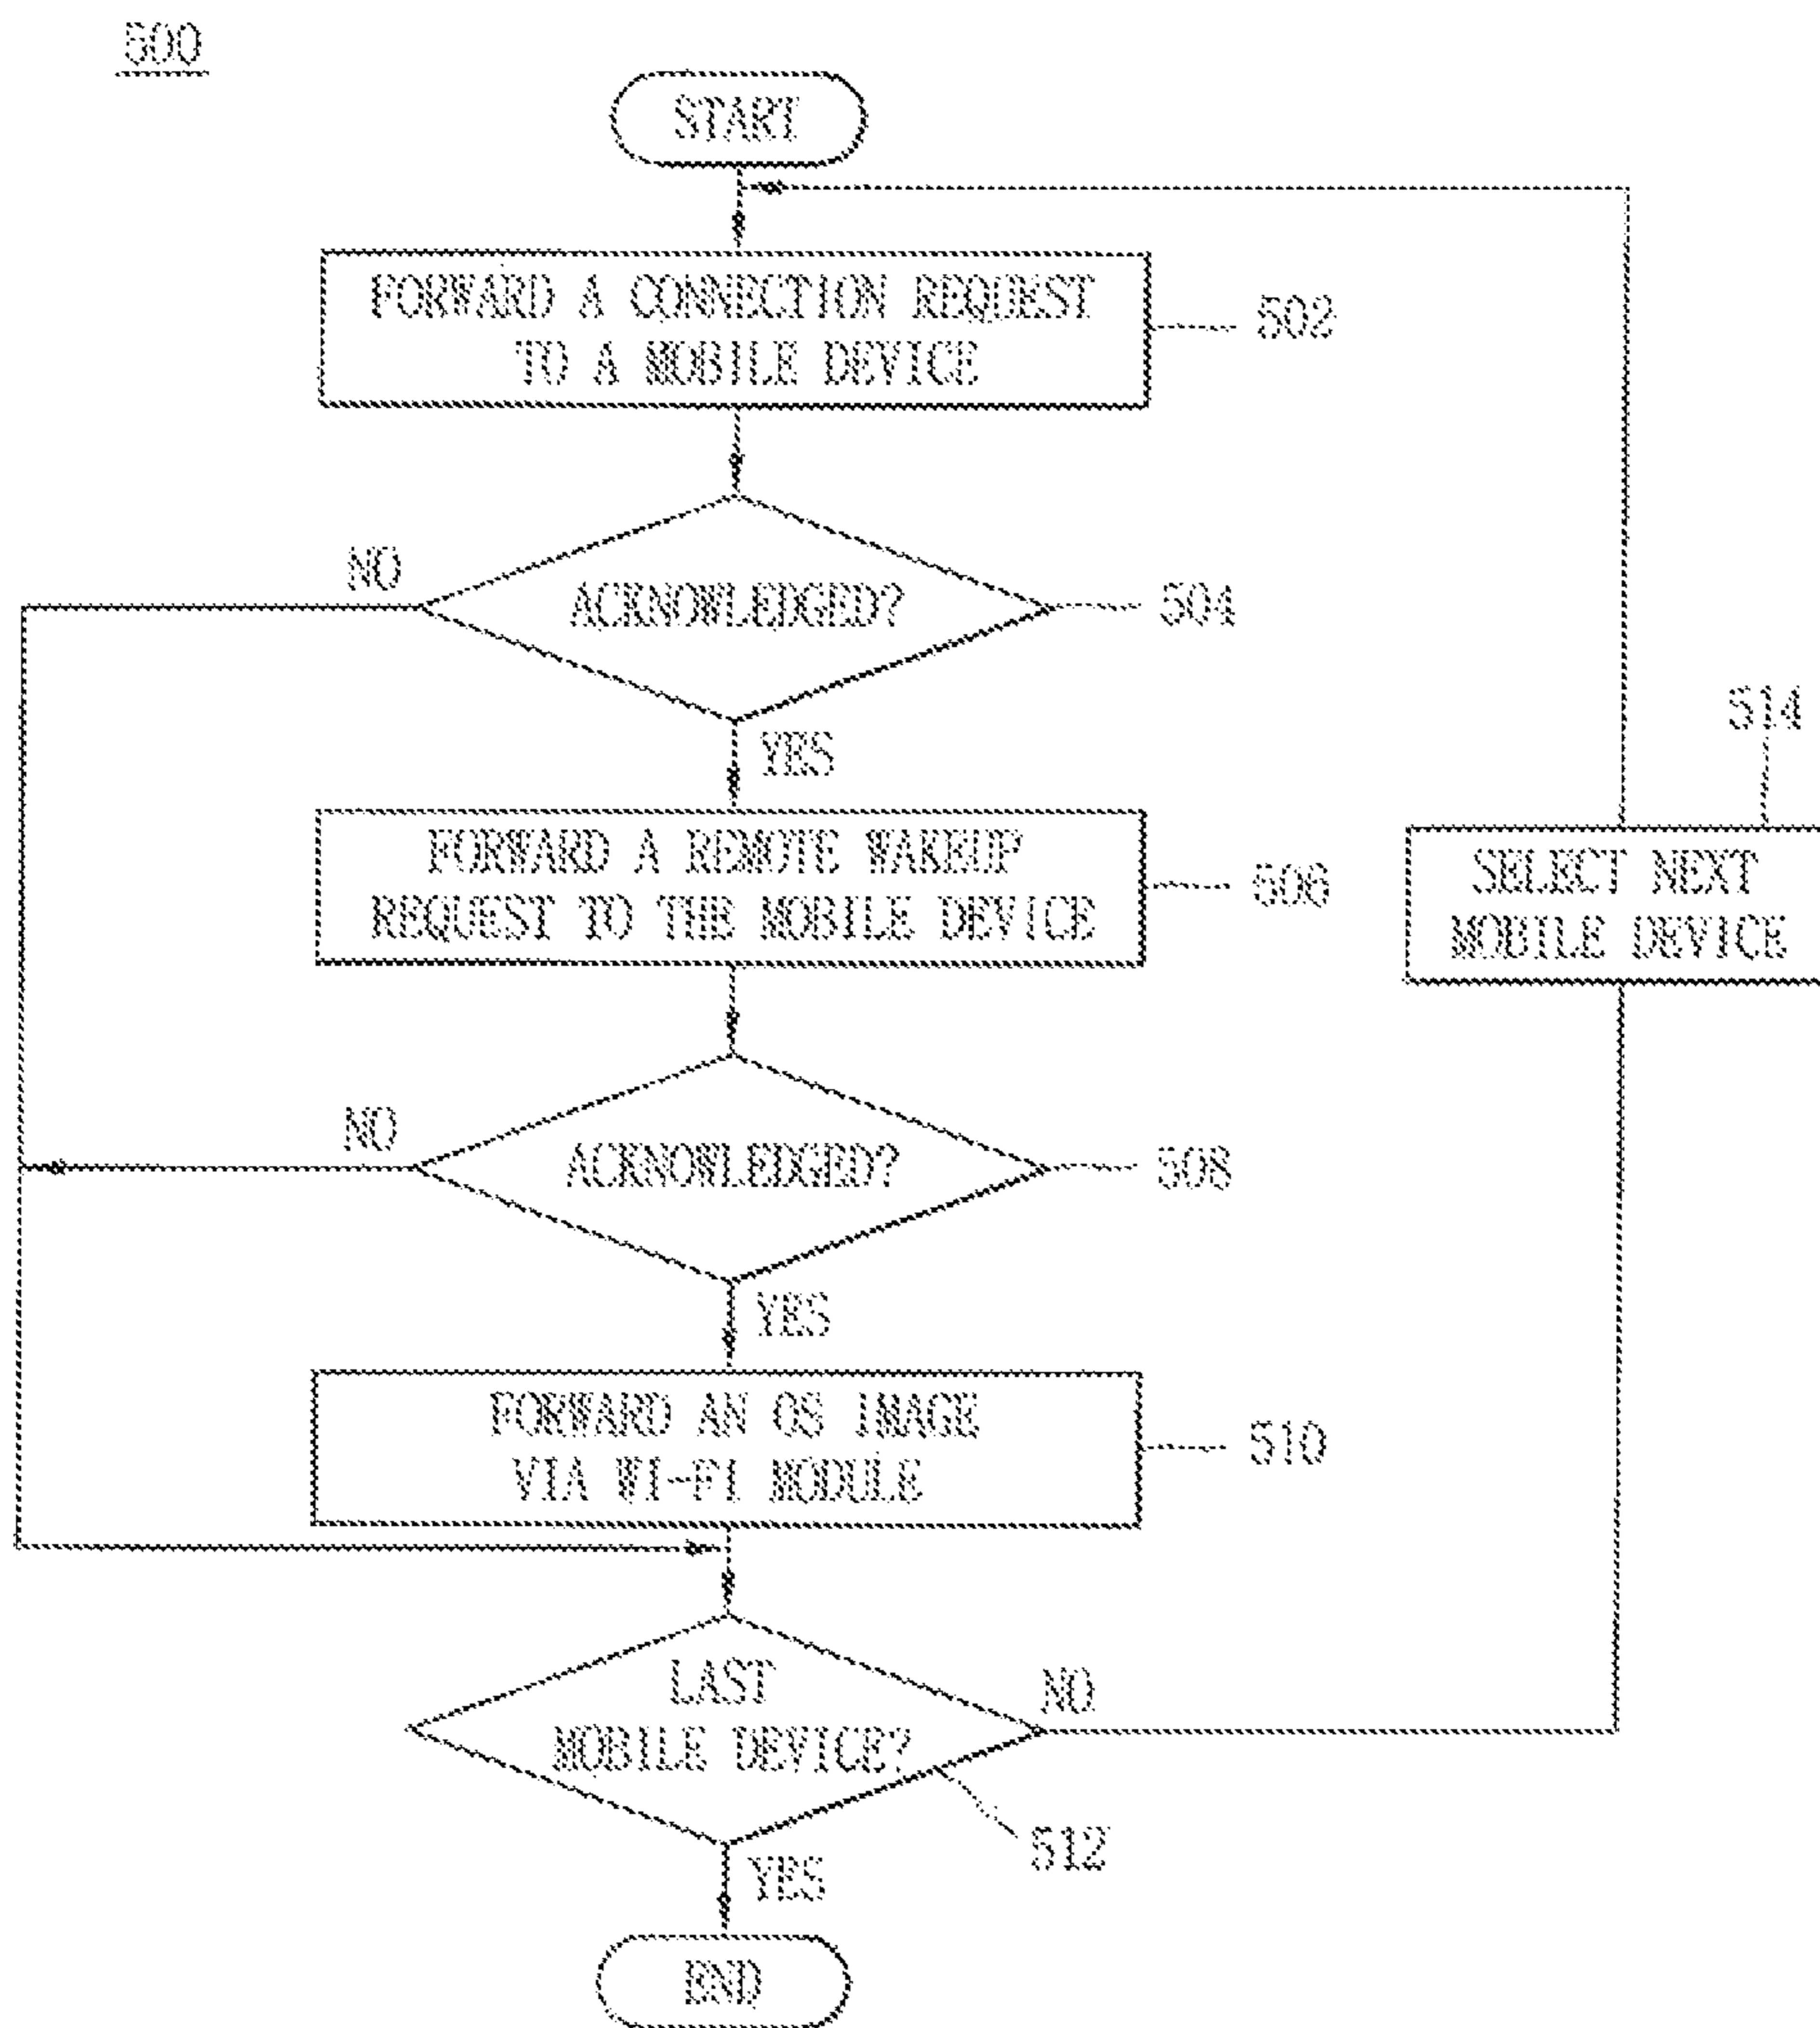 500
START
FORWARD A CONNECTION REQUEST
TO A MOBILE DEVICE
502
NO
ACKNOWLEDGED?
504
YES
514
FORWARD A REMOTE WAKEUP
REQUEST TO THE MOBILE DEVICE
506
SELECT NEXT
MOBILE DEVICE
NO
ACKNOWLEDGED?
508
YES
FORWARD AN OS IMAGE
VIA WI-FI MODULE
510
LAST
MOBILE DEVICE?
NO
512
YES
END